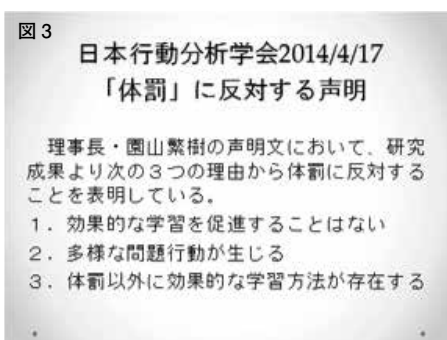 図3
日本行動分析学会2014/4/17
「体罰」に反対する声明
理事長・園山繁樹の声明文において、研究
成果より次の3つの理由から体罰に反対する
ことを表明している。
1．効果的な学習を促進することはない
2．多様な問題行動が生じる
3．体罰以外に効果的な学習方法が存在する